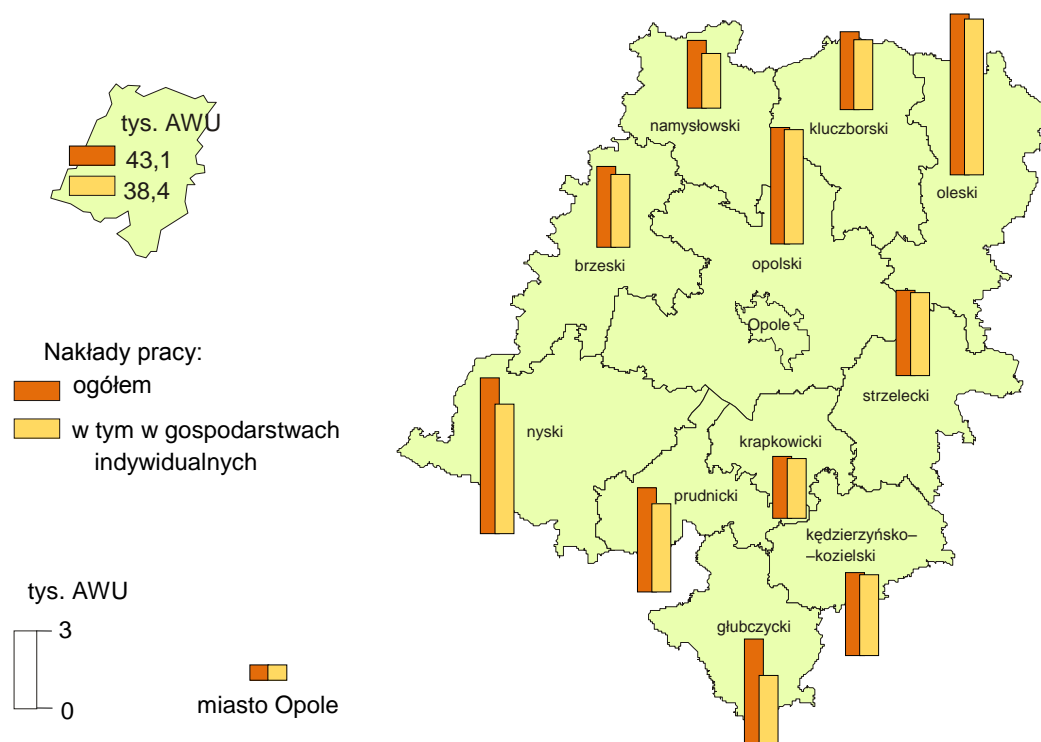 tys. AWU
43,1
38,4
Nakłady pracy:
ogółem
w tym w gospodarstwach
indywidualnych
tys. AWU
3
0
miasto Opole
namysłowski
kluczborski
oleski
brzeski
opolski
Opole
strzelecki
nyski
krapkowicki
prudnicki
kędzierzyńsko–
–kozielski
głubczycki